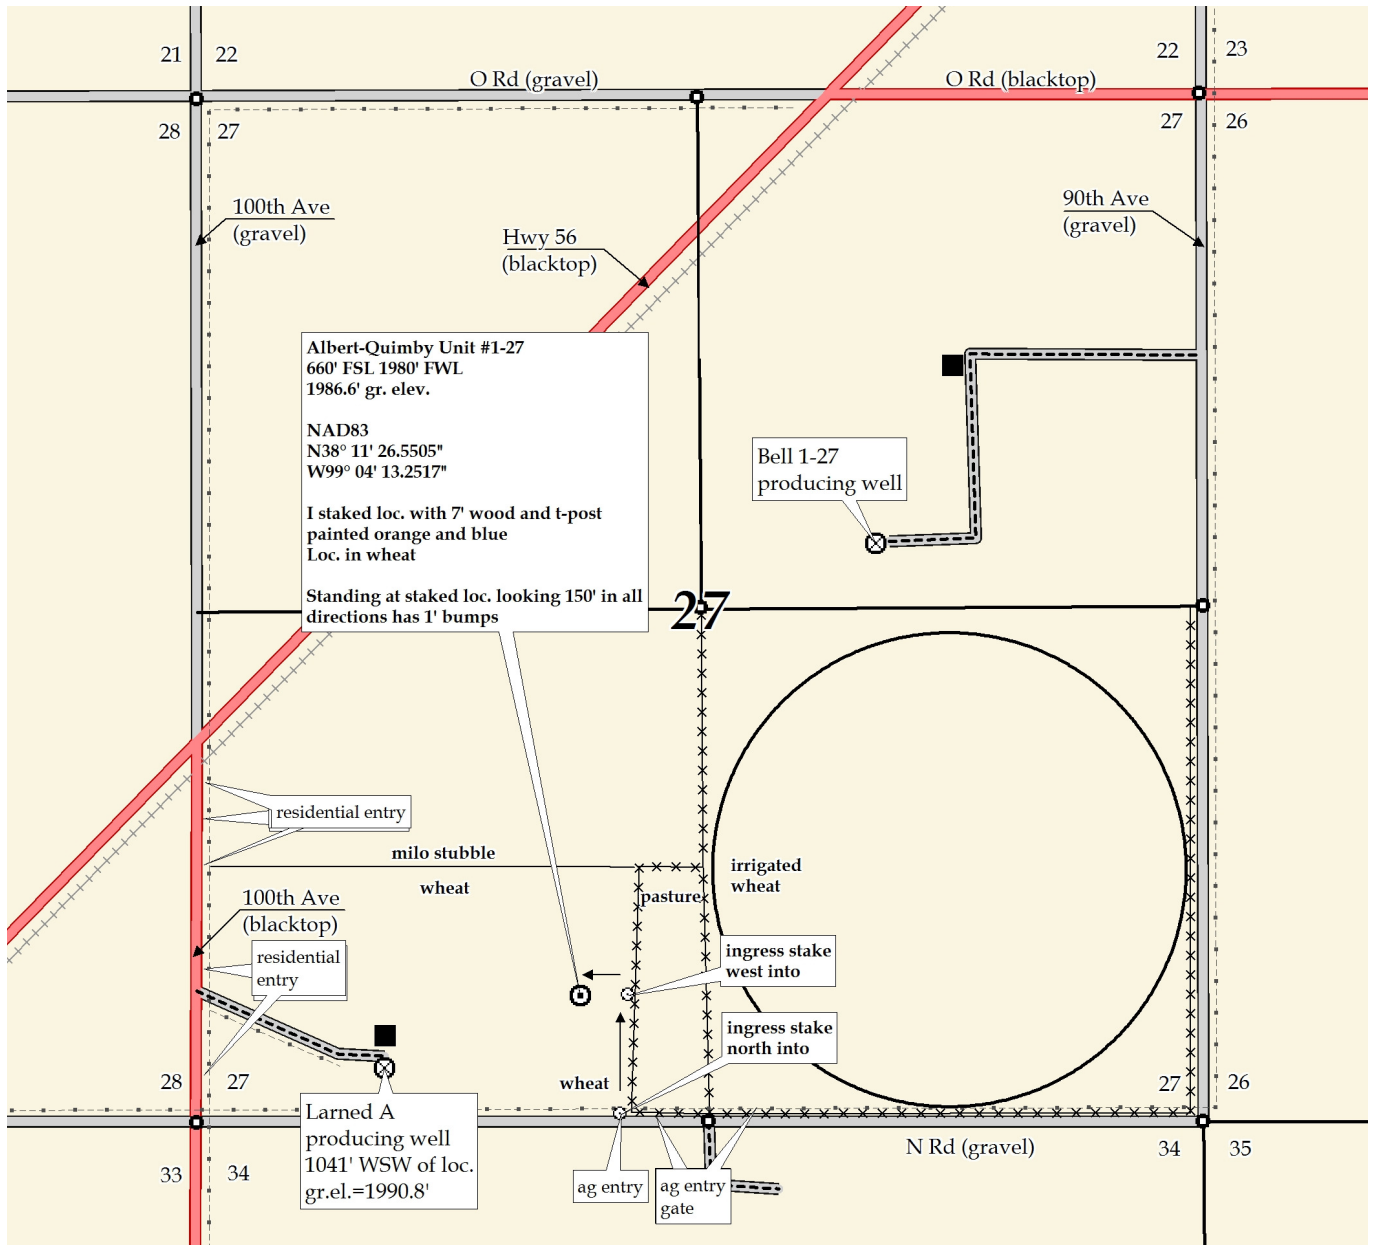 21
22
22
23
O Rd (gravel)
O Rd (blacktop)
28
27
27
26
100th Ave
(gravel)
90th Ave
(gravel)
Hwy 56
(blacktop)
Albert-Quimby Unit #1-27
660' FSL 1980' FWL
1986.6' gr. elev.
NAD83
N38° 11' 26.5505"
W99° 04' 13.2517"
I staked loc. with 7' wood and t-post
painted orange and blue
Loc. in wheat
Standing at staked loc. looking 150' in all
directions has 1' bumps
Bell 1-27
producing well
27
residential entry
milo stubble
wheat
pasture
irrigated
wheat
100th Ave
(blacktop)
residential
entry
ingress stake
west into
ingress stake
north into
wheat
28
27
27
26
Larned A
producing well
1041' WSW of loc.
gr.el.=1990.8'
N Rd (gravel)
33
34
34
35
ag entry
ag entry
gate